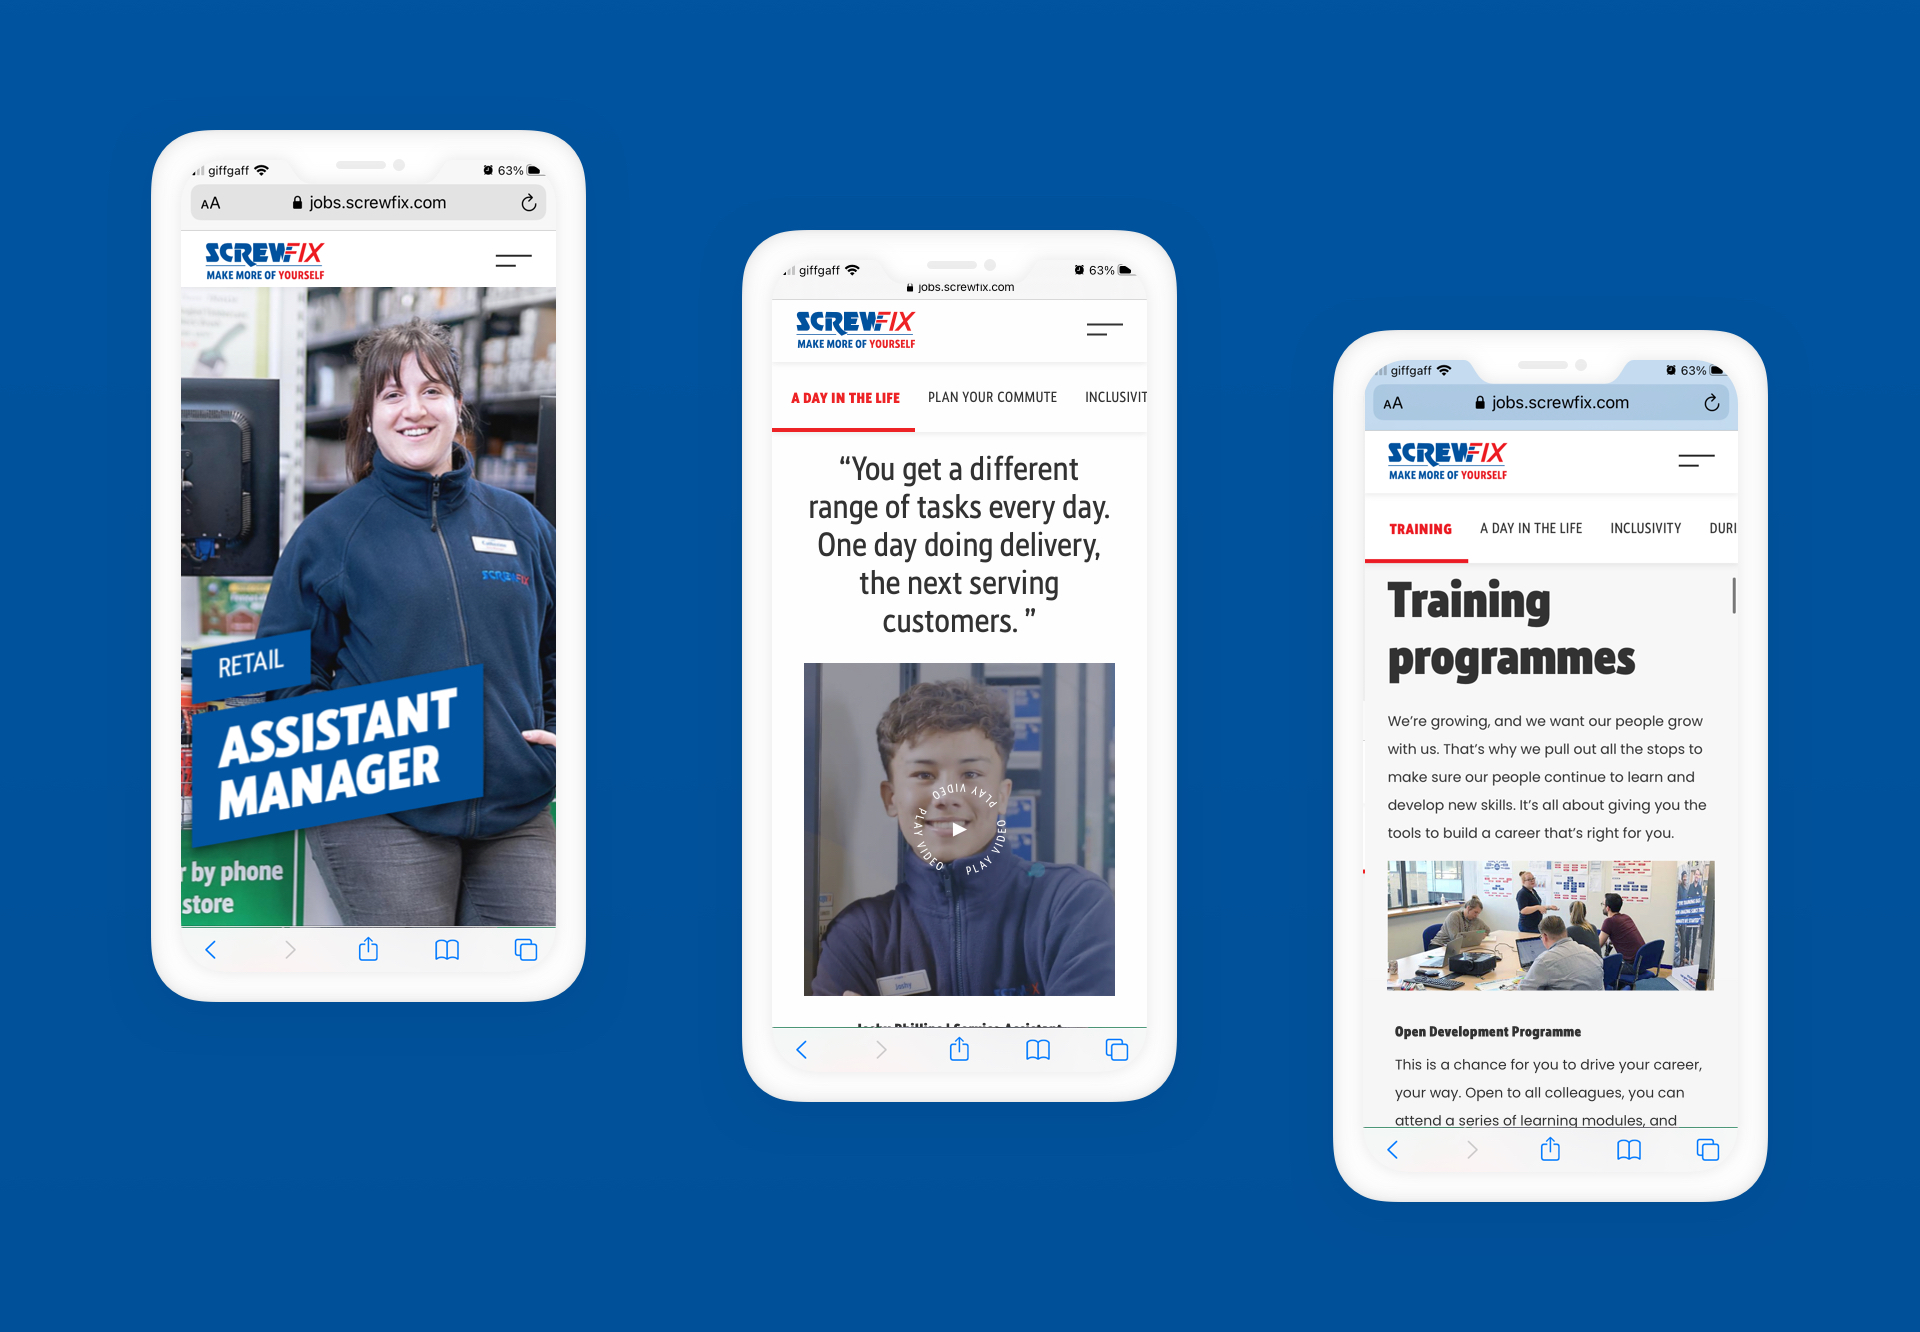 giffgaff
63%
AA
jobs.screwfix.com
SCREWFIX
MAKE MORE OF YOURSELF
SCREWFIX
RETAIL
ASSISTANT
MANAGER
r by phone
store
giffgaff
63%
jobs.screwfix.com
SCREWFIX
MAKE MORE OF YOURSELF
A DAY IN THE LIFE
PLAN YOUR COMMUTE
INCLUSIVIT
“You get a different
range of tasks every day.
One day doing delivery,
the next serving
customers. ”
PLAY VIDEO PLAY VIDEO PLAY VIDEO
Joshy
giffgaff
63%
AA
jobs.screwfix.com
SCREWFIX
MAKE MORE OF YOURSELF
TRAINING
A DAY IN THE LIFE
INCLUSIVITY
DURI
Training
programmes
We’re growing, and we want our people grow
with us. That’s why we pull out all the stops to
make sure our people continue to learn and
develop new skills. It’s all about giving you the
tools to build a career that’s right for you.
Open Development Programme
This is a chance for you to drive your career,
your way. Open to all colleagues, you can
attend a series of learning modules, and